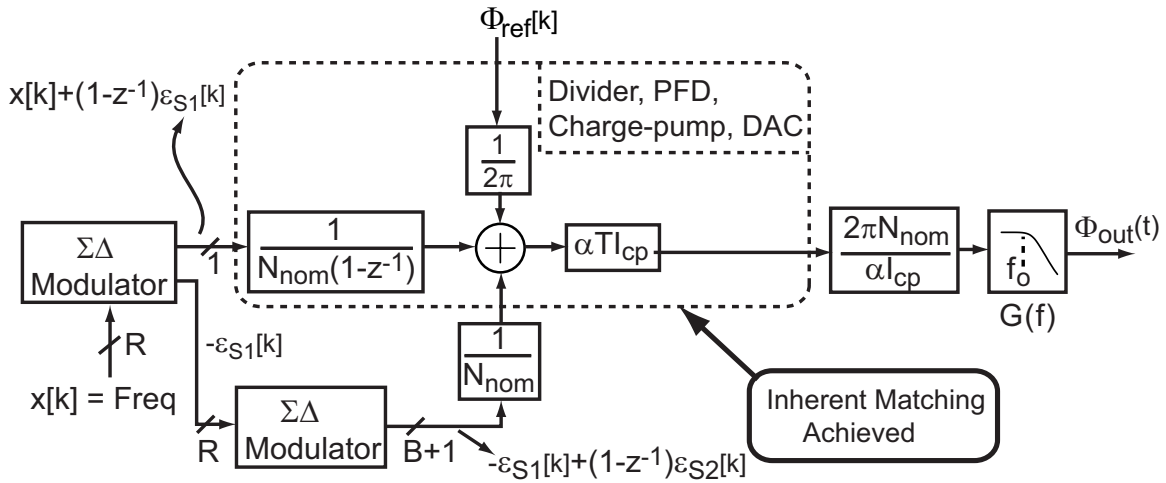 Φref[k]
x[k]+(1-z-1)εS1[k]
Divider, PFD,
Charge-pump, DAC
1
2π
ΣΔ
Modulator
1
1
Nnom(1-z-1)
+
αTIcp
2πNnom
αIcp
fo
G(f)
Φout(t)
R
-εS1[k]
x[k] = Freq
1
Nnom
R
ΣΔ
Modulator
B+1
-εS1[k]+(1-z-1)εS2[k]
Inherent Matching
Achieved